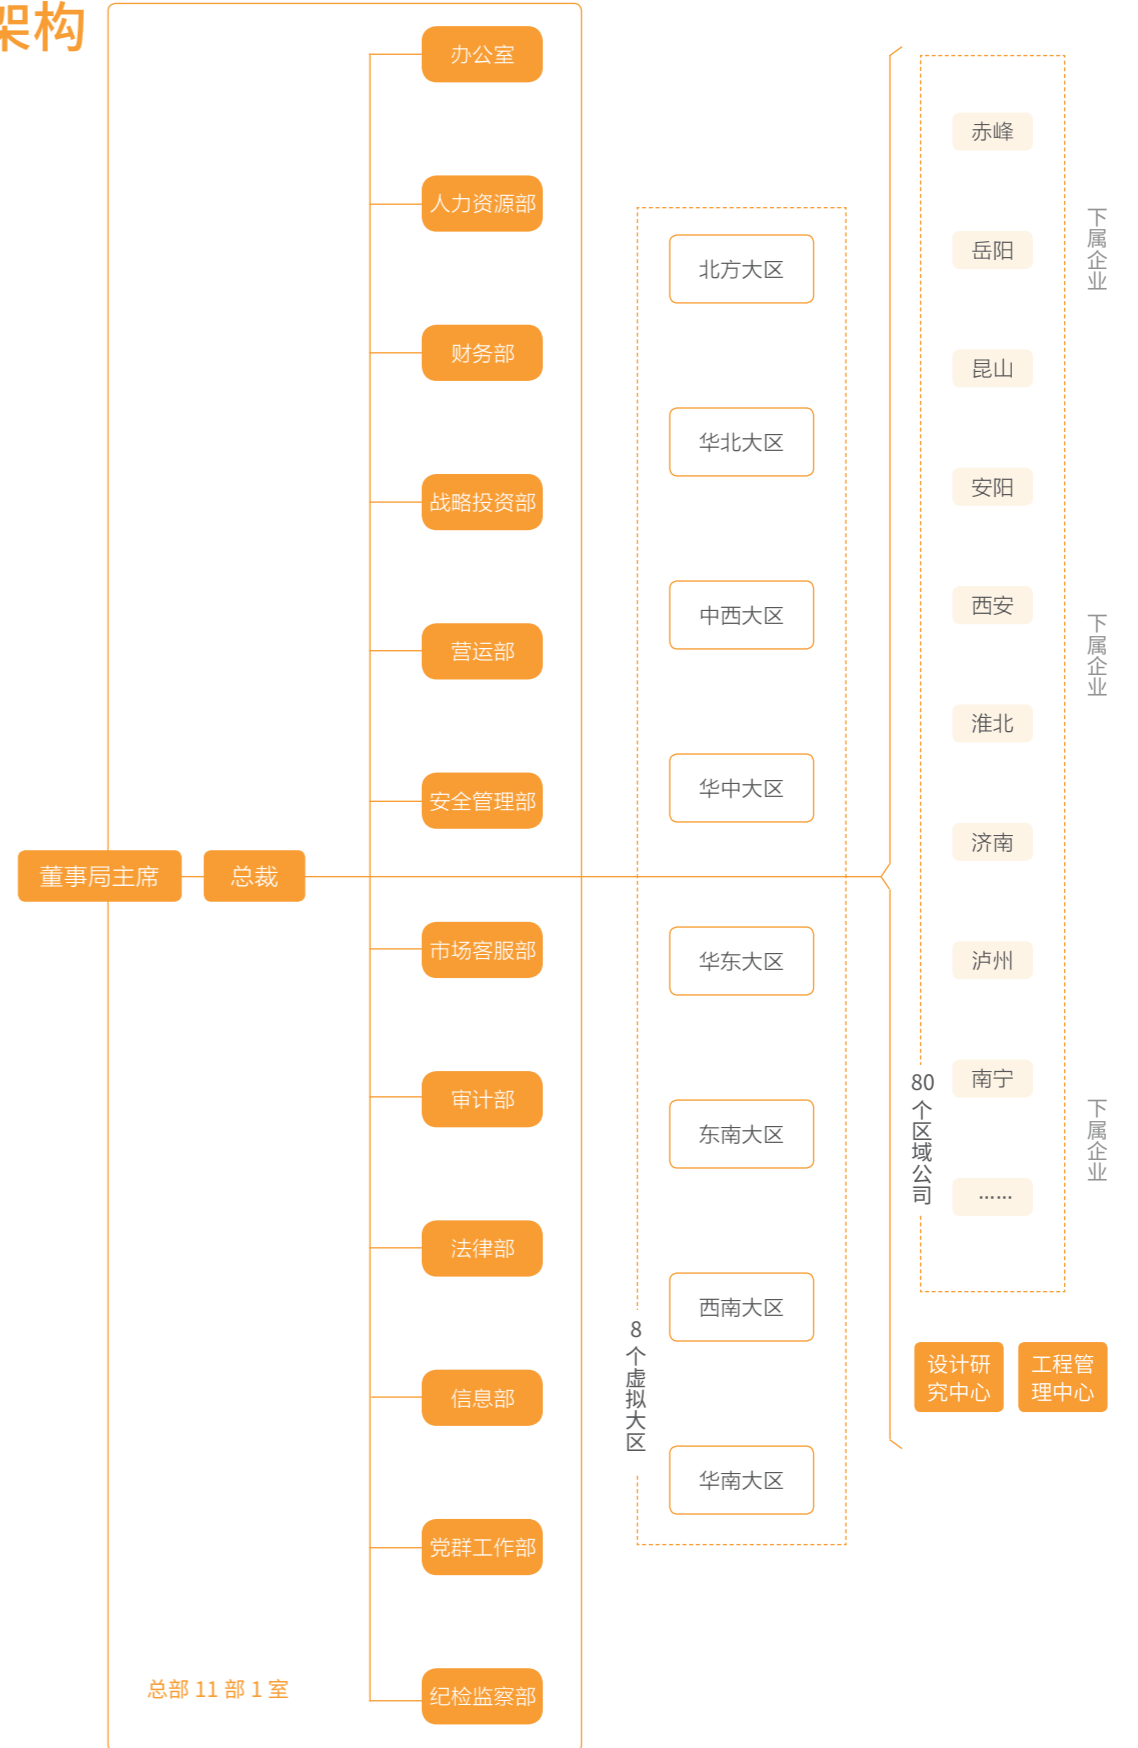 架构
董事局主席
总裁
办公室
人力资源部
财务部
战略投资部
营运部
安全管理部
市场客服部
审计部
法律部
信息部
党群工作部
纪检监察部
总部 11 部 1 室
北方大区
华北大区
中西大区
华中大区
华东大区
东南大区
西南大区
华南大区
8个虚拟大区
赤峰
岳阳
昆山
安阳
西安
淮北
济南
泸州
南宁
……
80个区域公司
下属企业
下属企业
下属企业
设计研
究中心
工程管
理中心